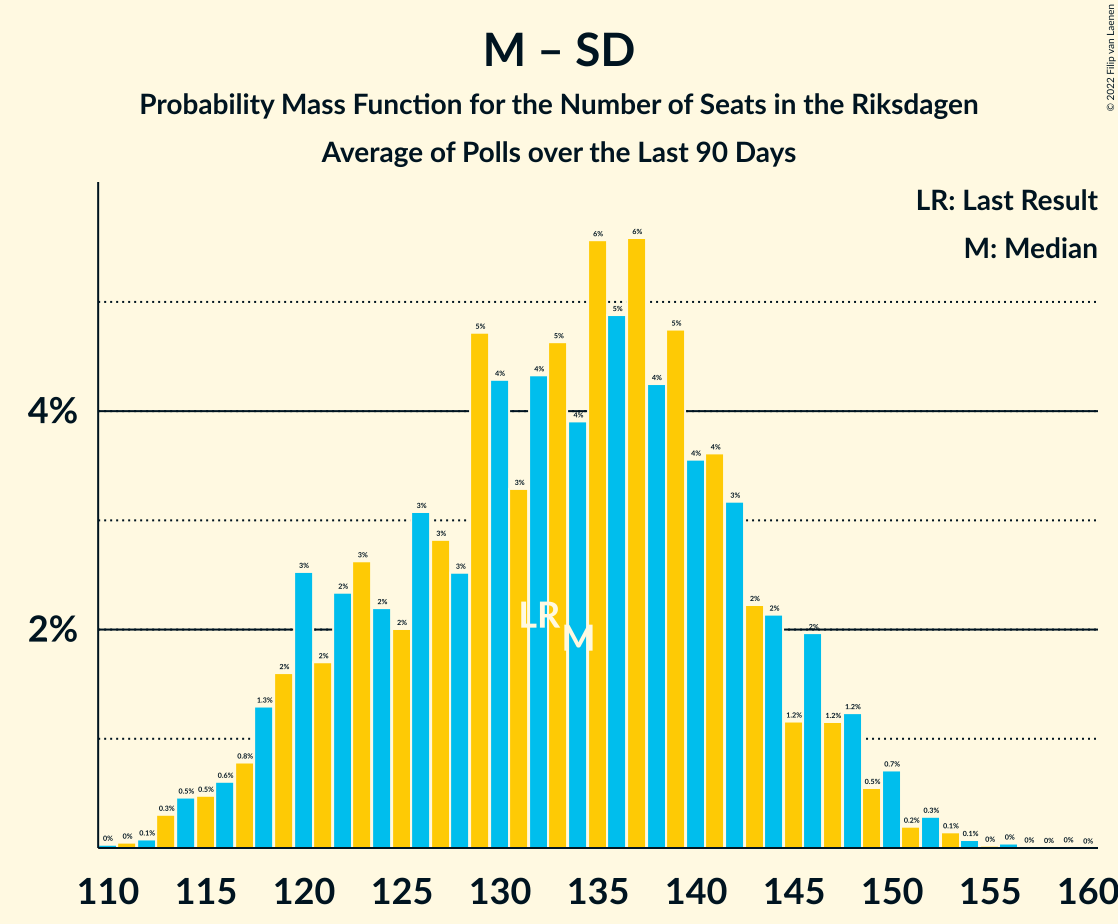 M – SD
Probability Mass Function for the Number of Seats in the Riksdagen
Average of Polls over the Last 90 Days
© 2022 Filip van Laenen
LR: Last Result
M: Median
4%
2%
0% 0% 0.1% 0.3% 0.5% 0.5% 0.6% 0.8% 1.3% 2% 3% 2% 2% 3% 2% 2% 3% 3% 3% 5% 4% 3% 4% 5% 4% 6% 5% 6% 4% 5% 4% 4% 3% 2% 2% 1.2% 2% 1.2% 1.2% 0.5% 0.7% 0.2% 0.3% 0.1% 0.1% 0% 0% 0% 0% 0% 0%
LR
M
110 115 120 125 130 135 140 145 150 155 160